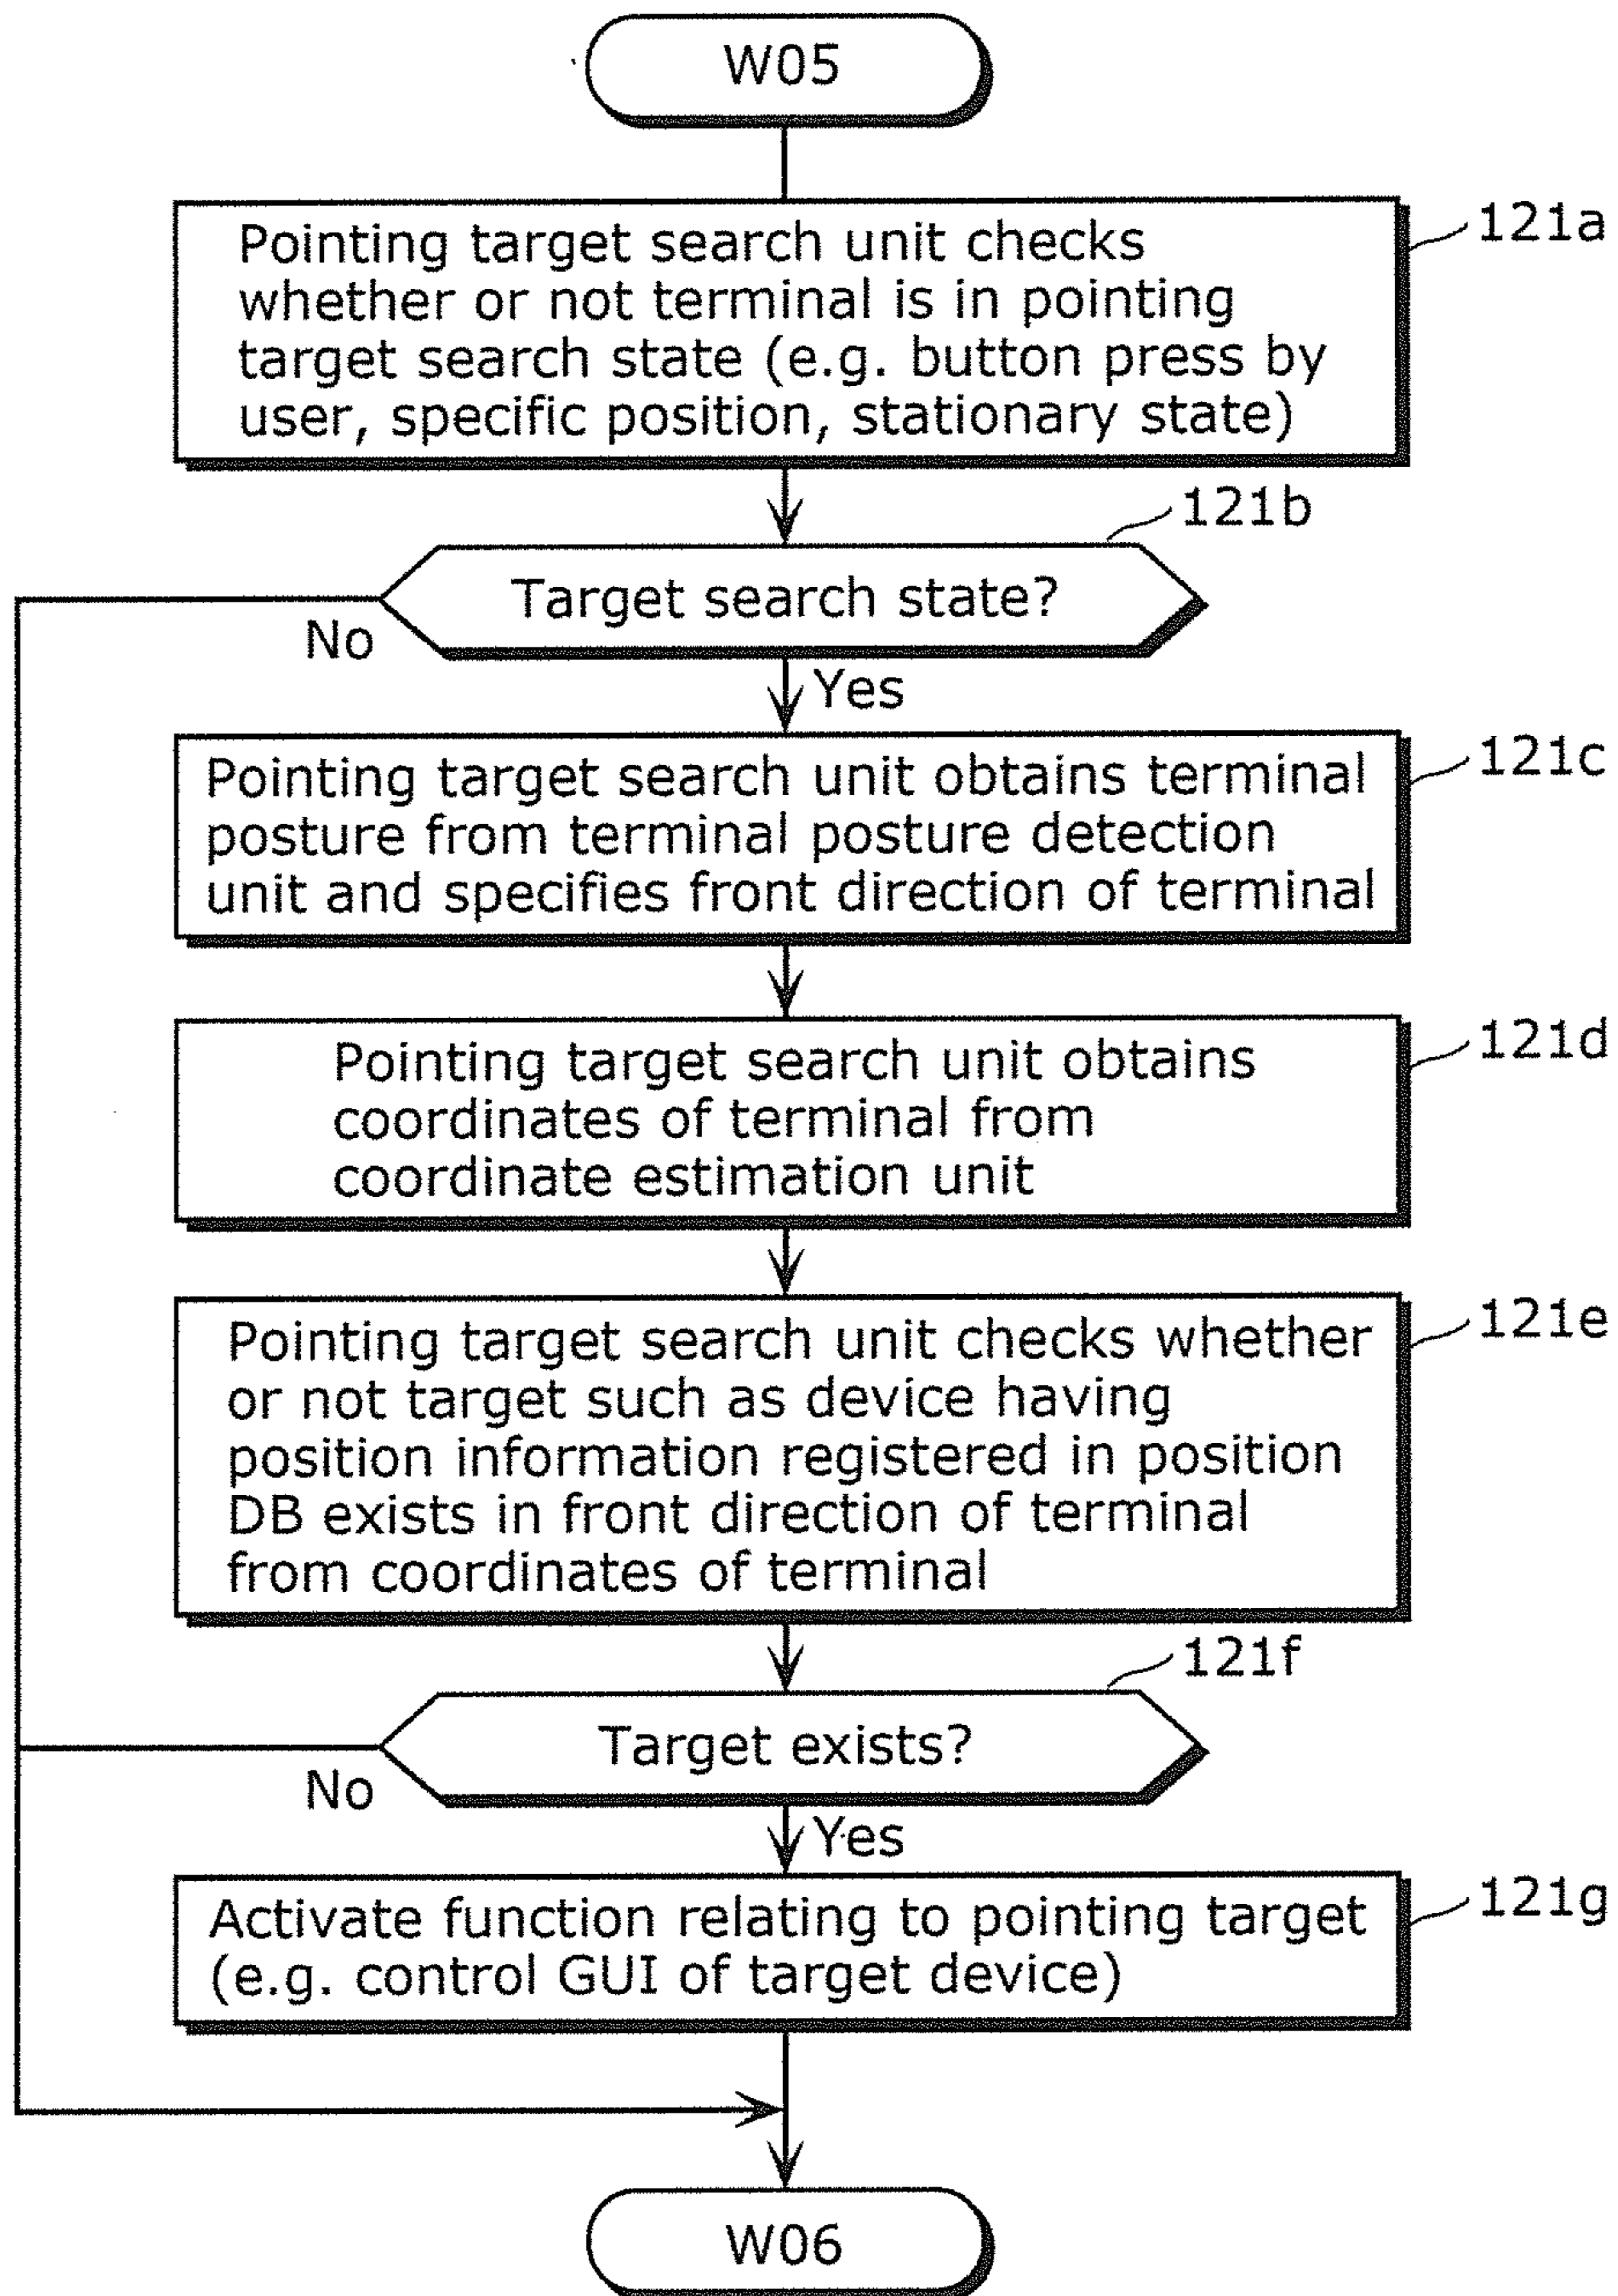 W05
121a
Pointing target search unit checks
whether or not terminal is in pointing
target search state (e.g. button press by
user, specific position, stationary state)
121b
Target search state?
No
Yes
121c
Pointing target search unit obtains terminal
posture from terminal posture detection
unit and specifies front direction of terminal
121d
Pointing target search unit obtains
coordinates of terminal from
coordinate estimation unit
121e
Pointing target search unit checks whether
or not target such as device having
position information registered in position
DB exists in front direction of terminal
from coordinates of terminal
121f
Target exists?
No
Yes
121g
Activate function relating to pointing target
(e.g. control GUI of target device)
W06